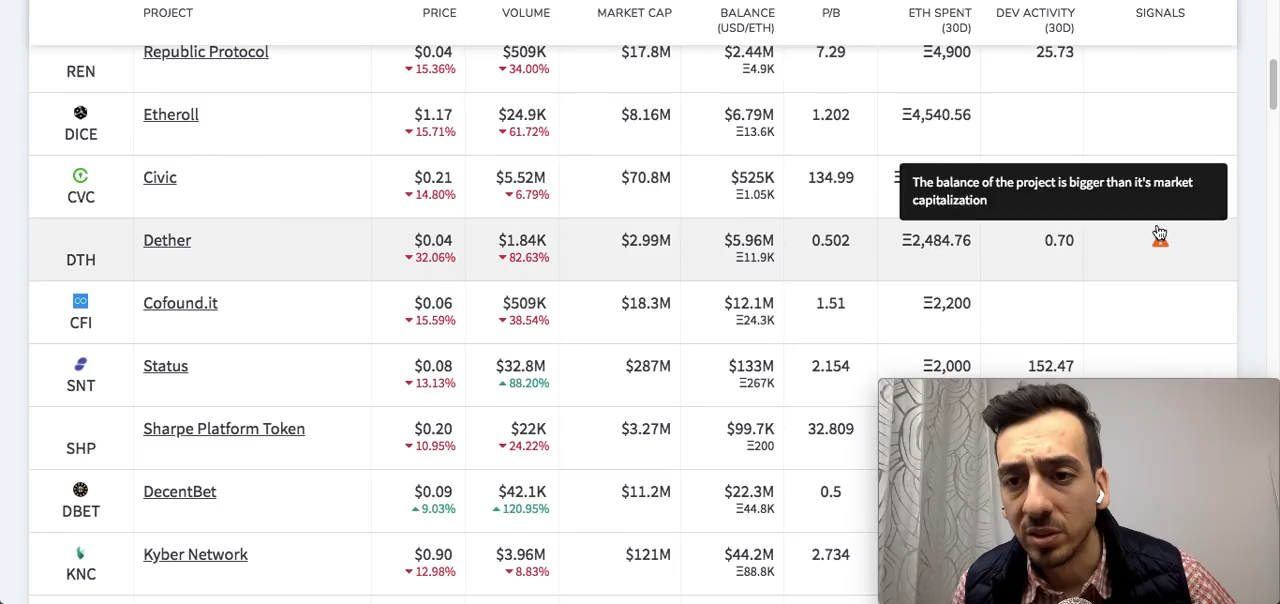 PROJECT PRICE VOLUME MARKET CAP BALANCE P/B ETH SPENT DEV ACTIVITY SIGNALS
(USD/ETH) (30D) (30D)
Republic Protocol $0.04 $509K $17.8M $2.44M 7.29 Ξ4,900 25.73
REN 15.36% 34.00% Ξ4.9K
Etheroll $1.17 $24.9K $8.16M $6.79M 1.202 Ξ4,540.56
DICE 15.71% 61.72% Ξ13.6K
Civic $0.21 $5.52M $70.8M $525K 134.99 Ξ
CVC 14.80% 6.79% Ξ1.05K
The balance of the project is bigger than it's market
capitalization
Dether $0.04 $1.84K $2.99M $5.96M 0.502 Ξ2,484.76 0.70
DTH 32.06% 82.63% Ξ11.9K
Cofound.it $0.06 $509K $18.3M $12.1M 1.51 Ξ2,200
CFI 15.59% 38.54% Ξ24.3K
Status $0.08 $32.8M $287M $133M 2.154 Ξ2,000 152.47
SNT 13.13% 88.20% Ξ267K
Sharpe Platform Token $0.20 $22K $3.27M $99.7K 32.809
SHP 10.95% 24.22% Ξ200
DecentBet $0.09 $42.1K $11.2M $22.3M 0.5
DBET 9.03% 120.95% Ξ44.8K
Kyber Network $0.90 $3.96M $121M $44.2M 2.734
KNC 12.98% 8.83% Ξ88.8K